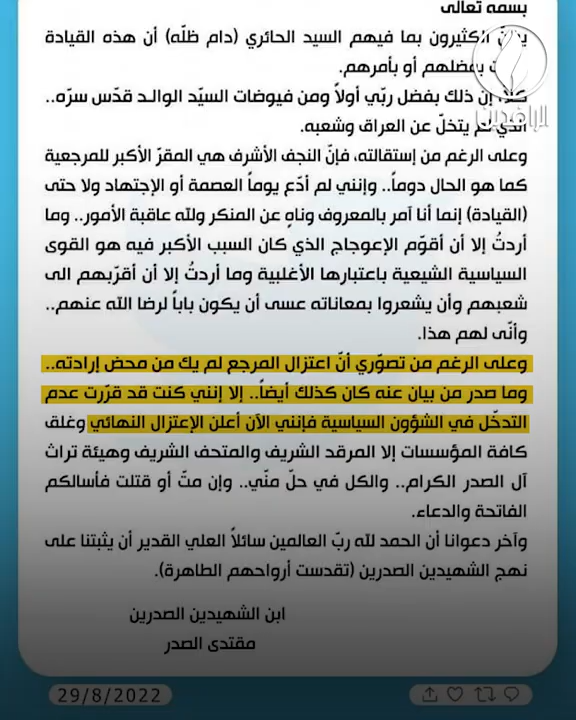 بسمه تعالى
الكثيرون بما فيهم السيد الحائري (دام ظلّه) أن هذه القيادة
بفضلهم أو بأمرهم.
كلا، إن ذلك بفضل ربّي أولاً ومن فيوضات السيّد الوالـد قدّس سرّه..
الذي لم يتخلّ عن العراق وشعبه.
وعلى الرغم من إستقالته، فإنّ النجف الأشرف هي المقرّ الأكبر للمرجعية
كما هو الحال دوماً.. وإنني لم أدّع يوماً العصمة أو الإجتهاد ولا حتى
(القيادة) إنما أنا آمر بالمعروف وناهٍ عن المنكر ولله عاقبة الأمور.. وما
أردتُ إلا أن أقوّم الإعوجاج الذي كان السبب الأكبر فيه هو القوى
السياسية الشيعية باعتبارها الأغلبية وما أردتُ إلا أن أقرّبهم الى
شعبهم وأن يشعروا بمعاناته عسى أن يكون باباً لرضا الله عنهم..
وأنّى لهم هذا.
وعلى الرغم من تصوّري أنّ اعتزال المرجع لم يك من محض إرادته..
وما صدر من بيان عنه كان كذلك أيضاً.. إلا إنني كنت قد قرّرت عدم
التدخّل في الشؤون السياسية فإنني الآن أعلن الإعتزال النهائي وغلق
كافة المؤسسات إلا المرقد الشريف والمتحف الشريف وهيئة تراث
آل الصدر الكرام.. والكل في حلّ منّي.. وإن متّ أو قتلت فأسألكم
الفاتحة والدعاء.
وآخر دعوانا أن الحمد لله ربّ العالمين سائلاً العلي القدير أن يثبتنا على
نهج الشهيدين الصدرين (تقدست أرواحهم الطاهرة).
ابن الشهيدين الصدرين
مقتدى الصدر
29/8/2022
الرافدين